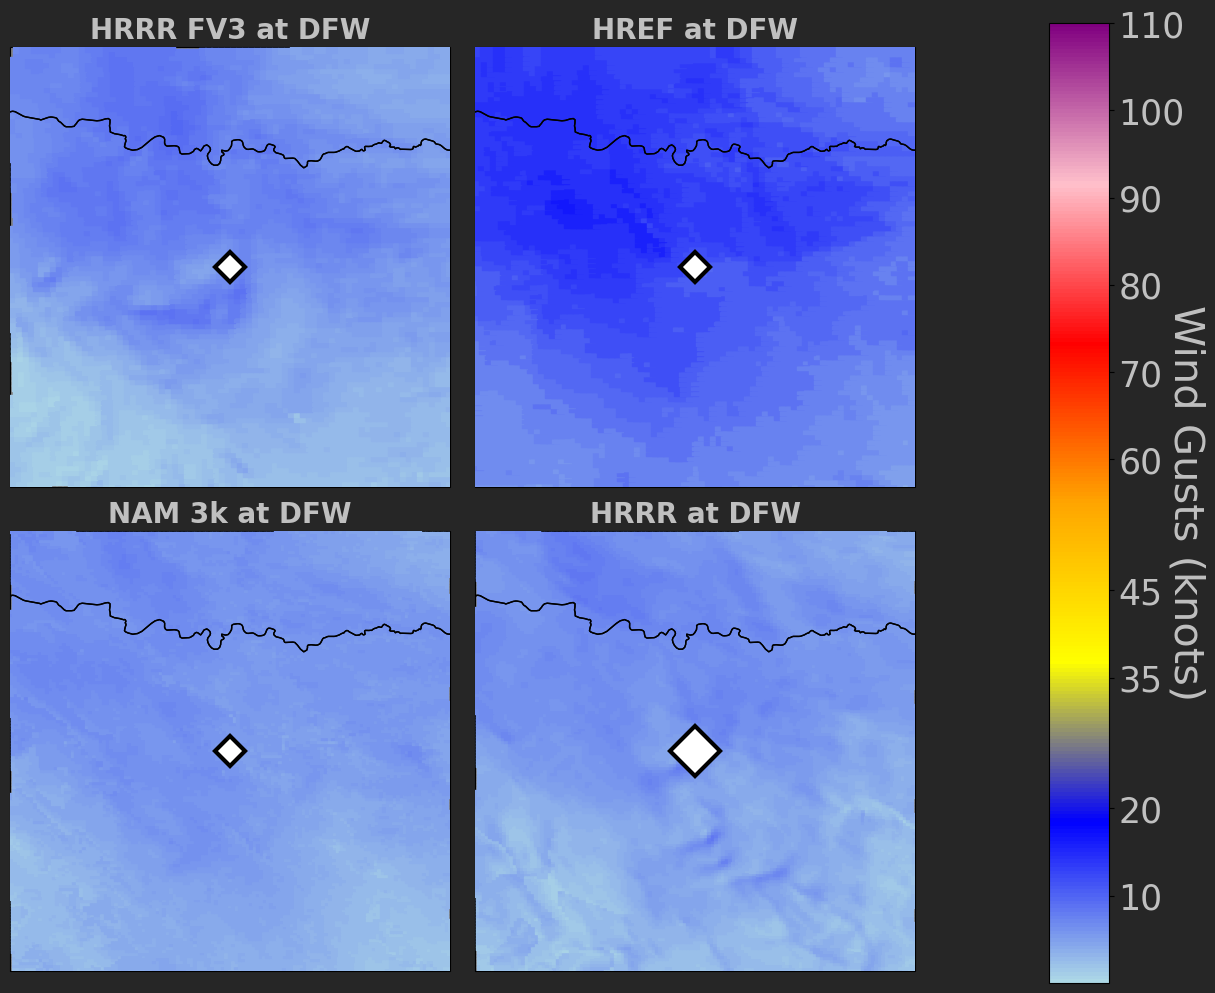 HRRR FV3 at DFW
HREF at DFW
NAM 3k at DFW
HRRR at DFW
110
100
90
80
70
60
45
35
20
10
Wind Gusts (knots)